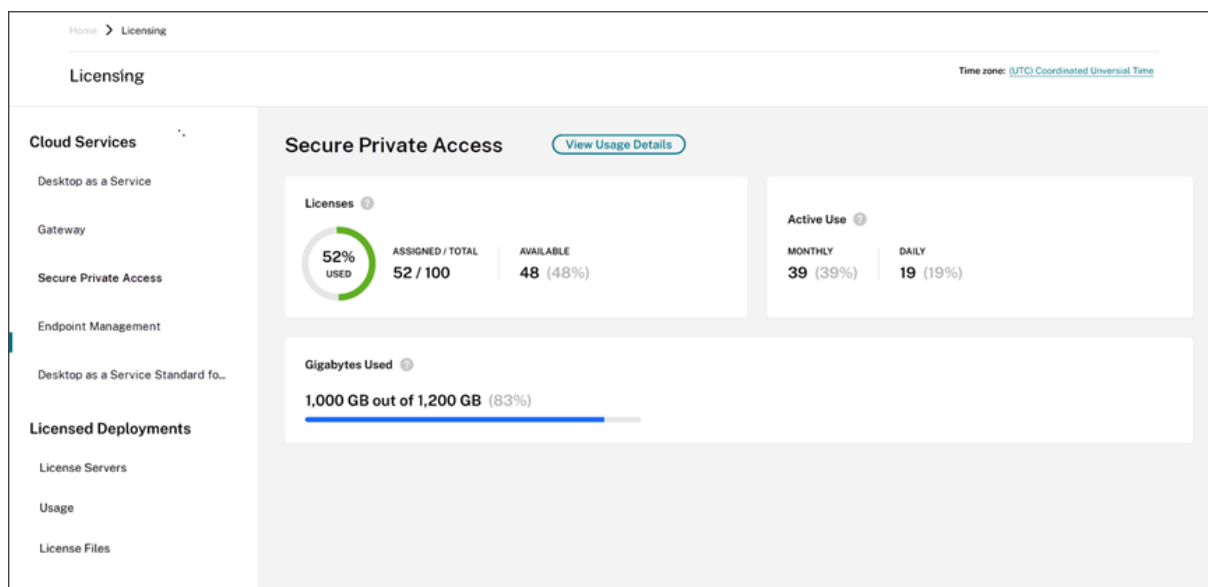 Home > Licensing
Licensing
Time zone: (UTC) Coordinated Unversial Time
Cloud Services
Desktop as a Service
Gateway
Secure Private Access
Endpoint Management
Desktop as a Service Standard fo...
Licensed Deployments
License Servers
Usage
License Files
Secure Private Access
View Usage Details
Licenses ?
52%
USED
ASSIGNED / TOTAL
52 / 100
AVAILABLE
48 (48%)
Active Use ?
MONTHLY
39 (39%)
DAILY
19 (19%)
Gigabytes Used ?
1,000 GB out of 1,200 GB (83%)